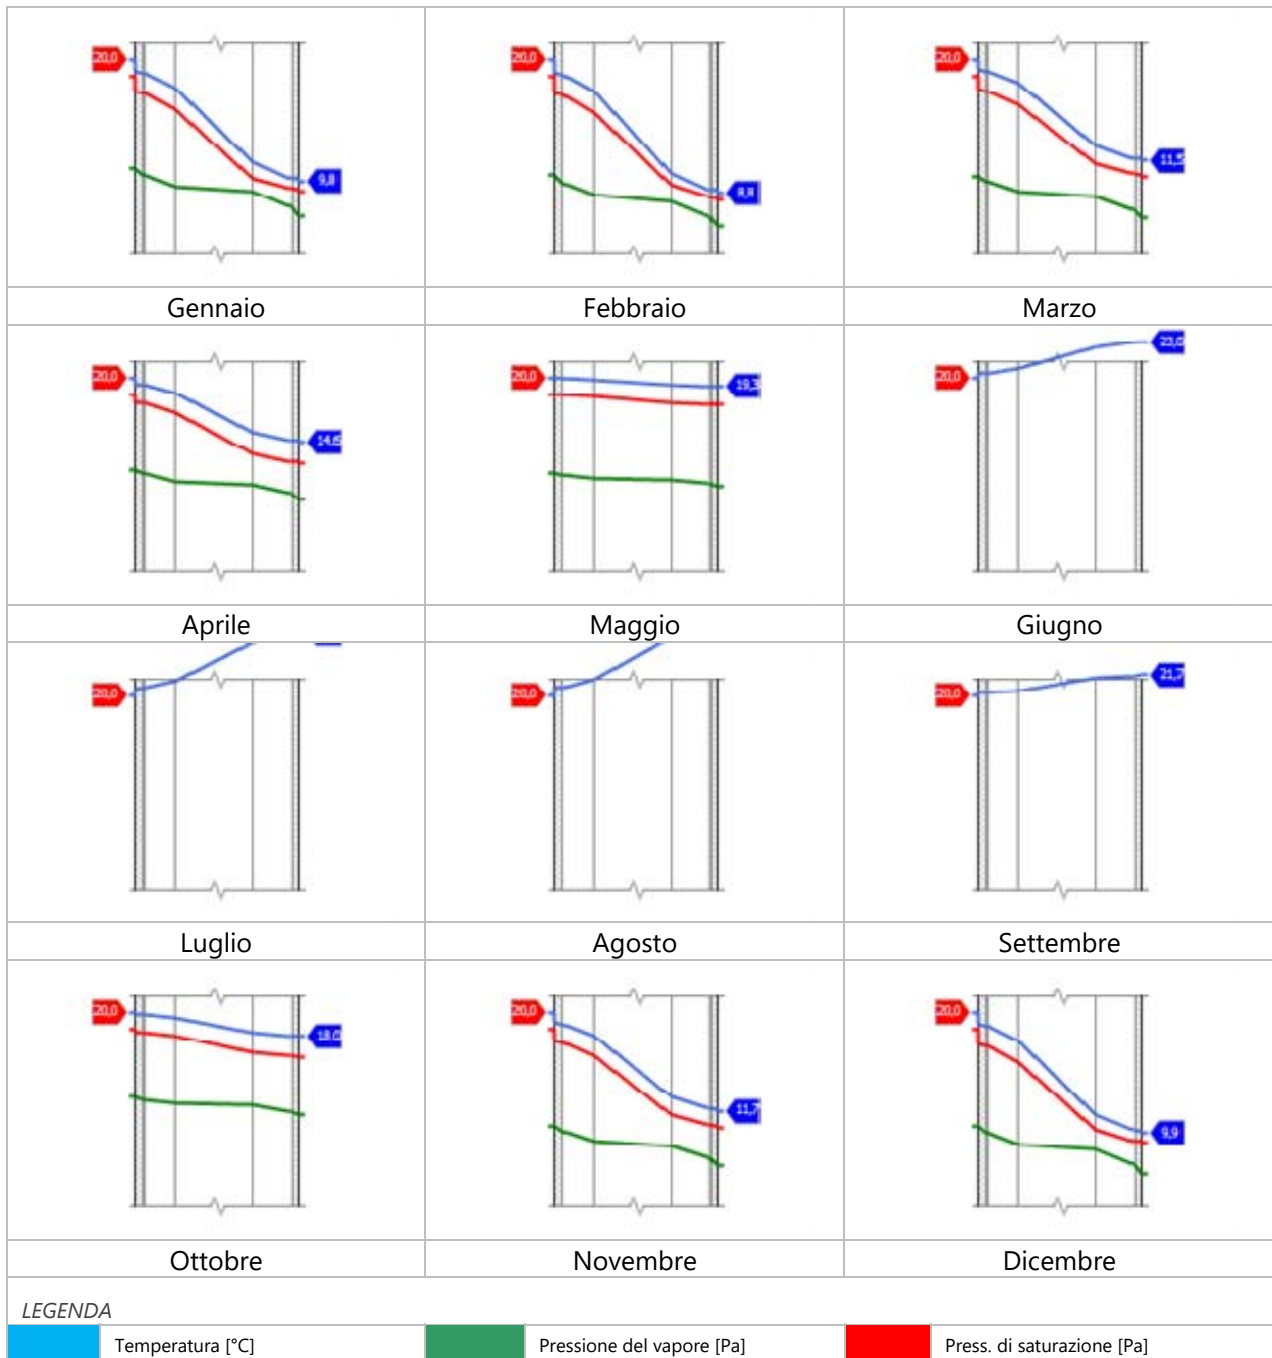 20,0
9,8
20,0
8,8
20,0
11,5
Gennaio
Febbraio
Marzo
20,0
14,6
20,0
19,3
20,0
23,0
Aprile
Maggio
Giugno
20,0
20,0
20,0
21,7
Luglio
Agosto
Settembre
20,0
18,0
20,0
11,7
20,0
9,9
Ottobre
Novembre
Dicembre
LEGENDA
Temperatura [°C]
Pressione del vapore [Pa]
Press. di saturazione [Pa]